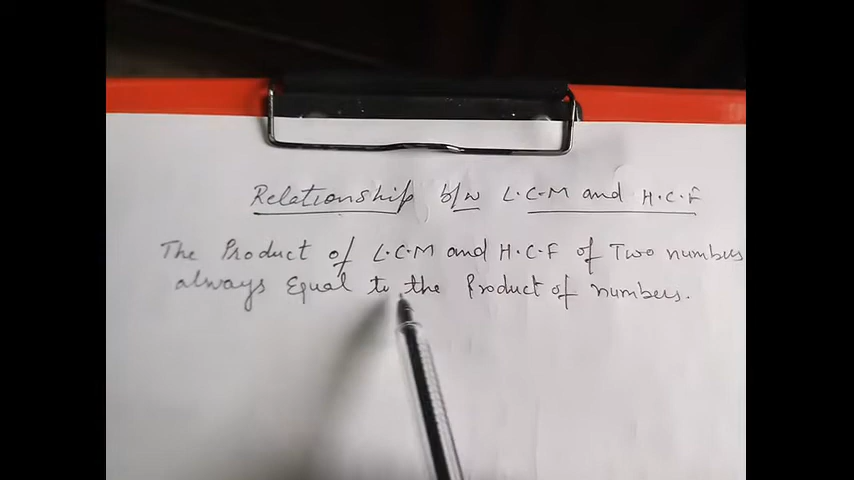 Relationship b/w L.C.M and H.C.F
The Product of L.C.M and H.C.F of Two numbers
always Equal to the Product of numbers.